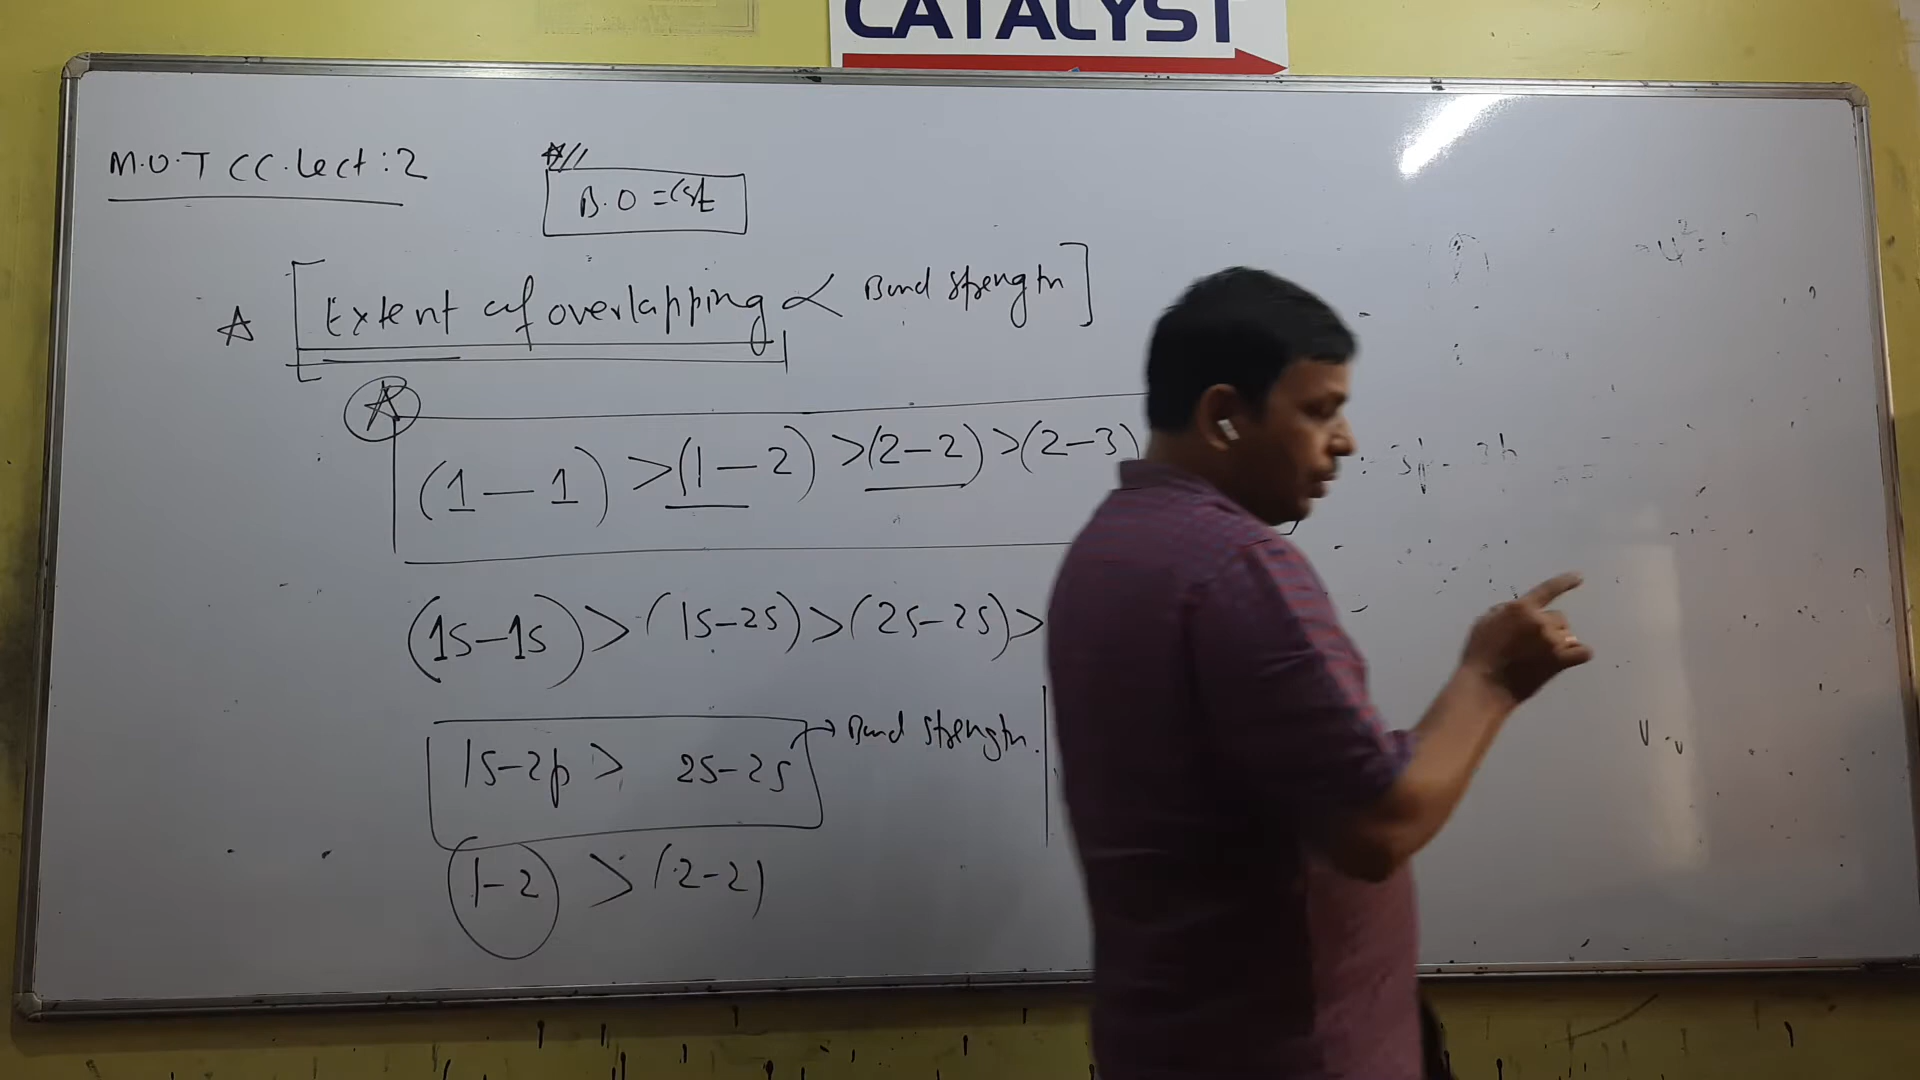 CATALYST
M.O.T CC. Lect: 2
B.O = Cst
[Extent of overlapping ∝ Bond Strength]
(1-1) > (1-2) > (2-2) > (2-3)
(1s-1s) > (1s-2s) > (2s-2s) >
1s-2p > 2s-2s → Bond Strength.
1-2 > (2-2)